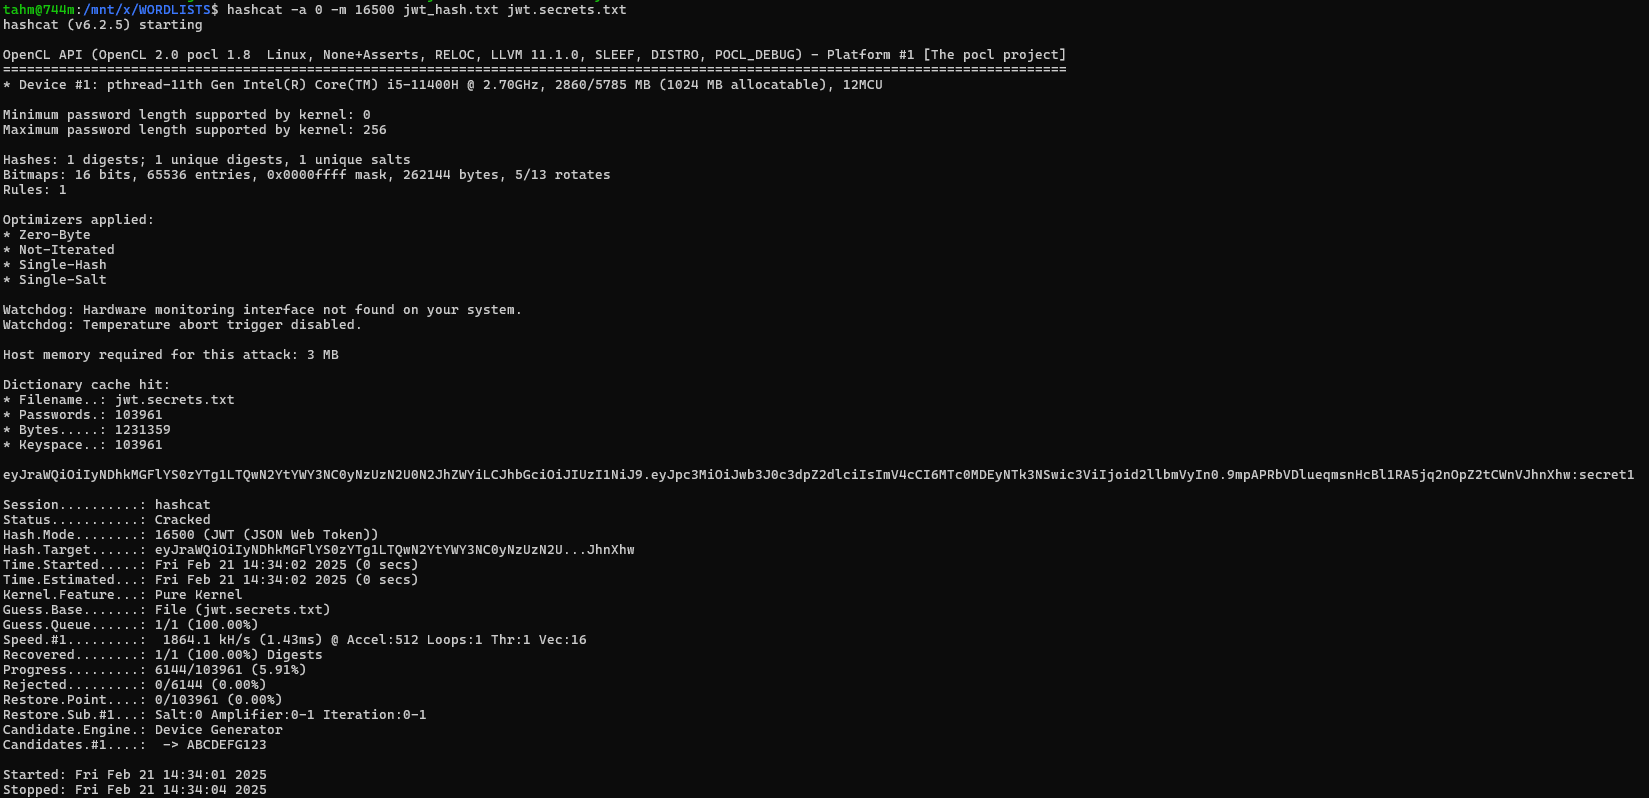 tahm@744m:/mnt/x/WORDLISTS$ hashcat -a 0 -m 16500 jwt_hash.txt jwt.secrets.txt
hashcat (v6.2.5) starting
OpenCL API (OpenCL 2.0 pocl 1.8  Linux, None+Asserts, RELOC, LLVM 11.1.0, SLEEF, DISTRO, POCL_DEBUG) - Platform #1 [The pocl project]
=====================================================================================================================================
* Device #1: pthread-11th Gen Intel(R) Core(TM) i5-11400H @ 2.70GHz, 2860/5785 MB (1024 MB allocatable), 12MCU
Minimum password length supported by kernel: 0
Maximum password length supported by kernel: 256
Hashes: 1 digests; 1 unique digests, 1 unique salts
Bitmaps: 16 bits, 65536 entries, 0x0000ffff mask, 262144 bytes, 5/13 rotates
Rules: 1
Optimizers applied:
* Zero-Byte
* Not-Iterated
* Single-Hash
* Single-Salt
Watchdog: Hardware monitoring interface not found on your system.
Watchdog: Temperature abort trigger disabled.
Host memory required for this attack: 3 MB
Dictionary cache hit:
* Filename..: jwt.secrets.txt
* Passwords.: 103961
* Bytes.....: 1231359
* Keyspace..: 103961
eyJraWQiOiIyNDhkMGFlYS0zYTg1LTQwN2YtYWY3NC0yNzUzN2U0N2JhZWYiLCJhbGciOiJIUzI1NiJ9.eyJpc3MiOiJwb3J0c3dpZ2dlciIsImV4cCI6MTc0MDEyNTk3NSwic3ViIjoid2llbmVyIn0.9mpAPRbVDlueqmsnHcBl1RA5jq2nOpZ2tCWnVJhnXhw:secret1
Session..........: hashcat
Status...........: Cracked
Hash.Mode........: 16500 (JWT (JSON Web Token))
Hash.Target......: eyJraWQiOiIyNDhkMGFlYS0zYTg1LTQwN2YtYWY3NC0yNzUzN2U...JhnXhw
Time.Started.....: Fri Feb 21 14:34:02 2025 (0 secs)
Time.Estimated...: Fri Feb 21 14:34:02 2025 (0 secs)
Kernel.Feature...: Pure Kernel
Guess.Base.......: File (jwt.secrets.txt)
Guess.Queue......: 1/1 (100.00%)
Speed.#1.........:  1864.1 kH/s (1.43ms) @ Accel:512 Loops:1 Thr:1 Vec:16
Recovered........: 1/1 (100.00%) Digests
Progress.........: 6144/103961 (5.91%)
Rejected.........: 0/6144 (0.00%)
Restore.Point....: 0/103961 (0.00%)
Restore.Sub.#1...: Salt:0 Amplifier:0-1 Iteration:0-1
Candidate.Engine.: Device Generator
Candidates.#1....:  -> ABCDEFG123
Started: Fri Feb 21 14:34:01 2025
Stopped: Fri Feb 21 14:34:04 2025